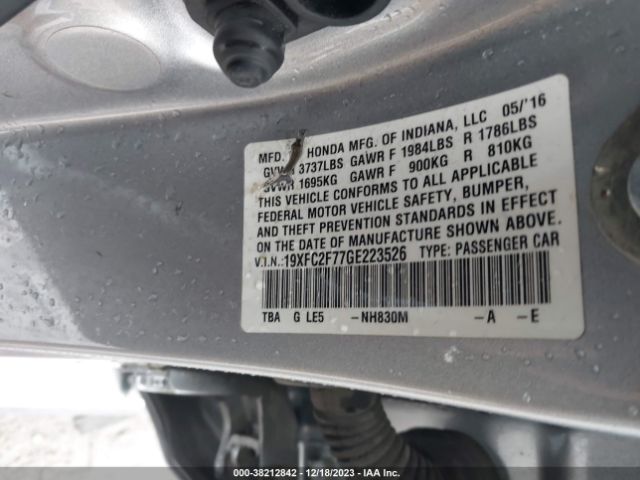 MFD. HONDA MFG. OF INDIANA, LLC 05/'16
GVWR 3737LBS GAWR F 1984LBS R 1786LBS
GVWR 1695KG GAWR F 900KG R 810KG
THIS VEHICLE CONFORMS TO ALL APPLICABLE
FEDERAL MOTOR VEHICLE SAFETY, BUMPER,
AND THEFT PREVENTION STANDARDS IN EFFECT
ON THE DATE OF MANUFACTURE SHOWN ABOVE.
V.I.N.:19XFC2F77GE223526 TYPE: PASSENGER CAR
TBA G LE5 -NH830M -A -E
000-38212842 / 12/18/2023 / IAA Inc.